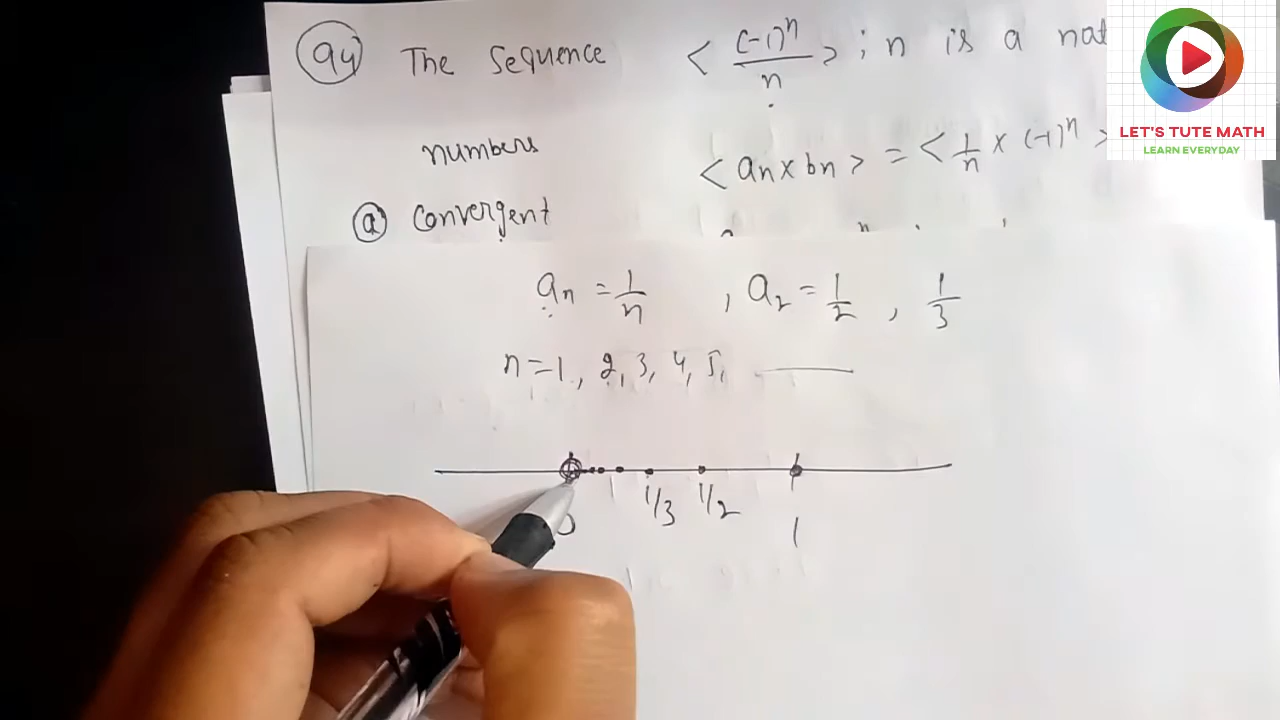 Q4 The Sequence < (-1)ⁿ/n > ; n is a nat
LET'S TUTE MATH
LEARN EVERYDAY
numbers
< an x bn > = < 1/n x (-1)ⁿ >
(a) Convergent
an = 1/n , a2 = 1/2 , 1/3
n = 1, 2, 3, 4, 5,
1/3 1/2
0 1